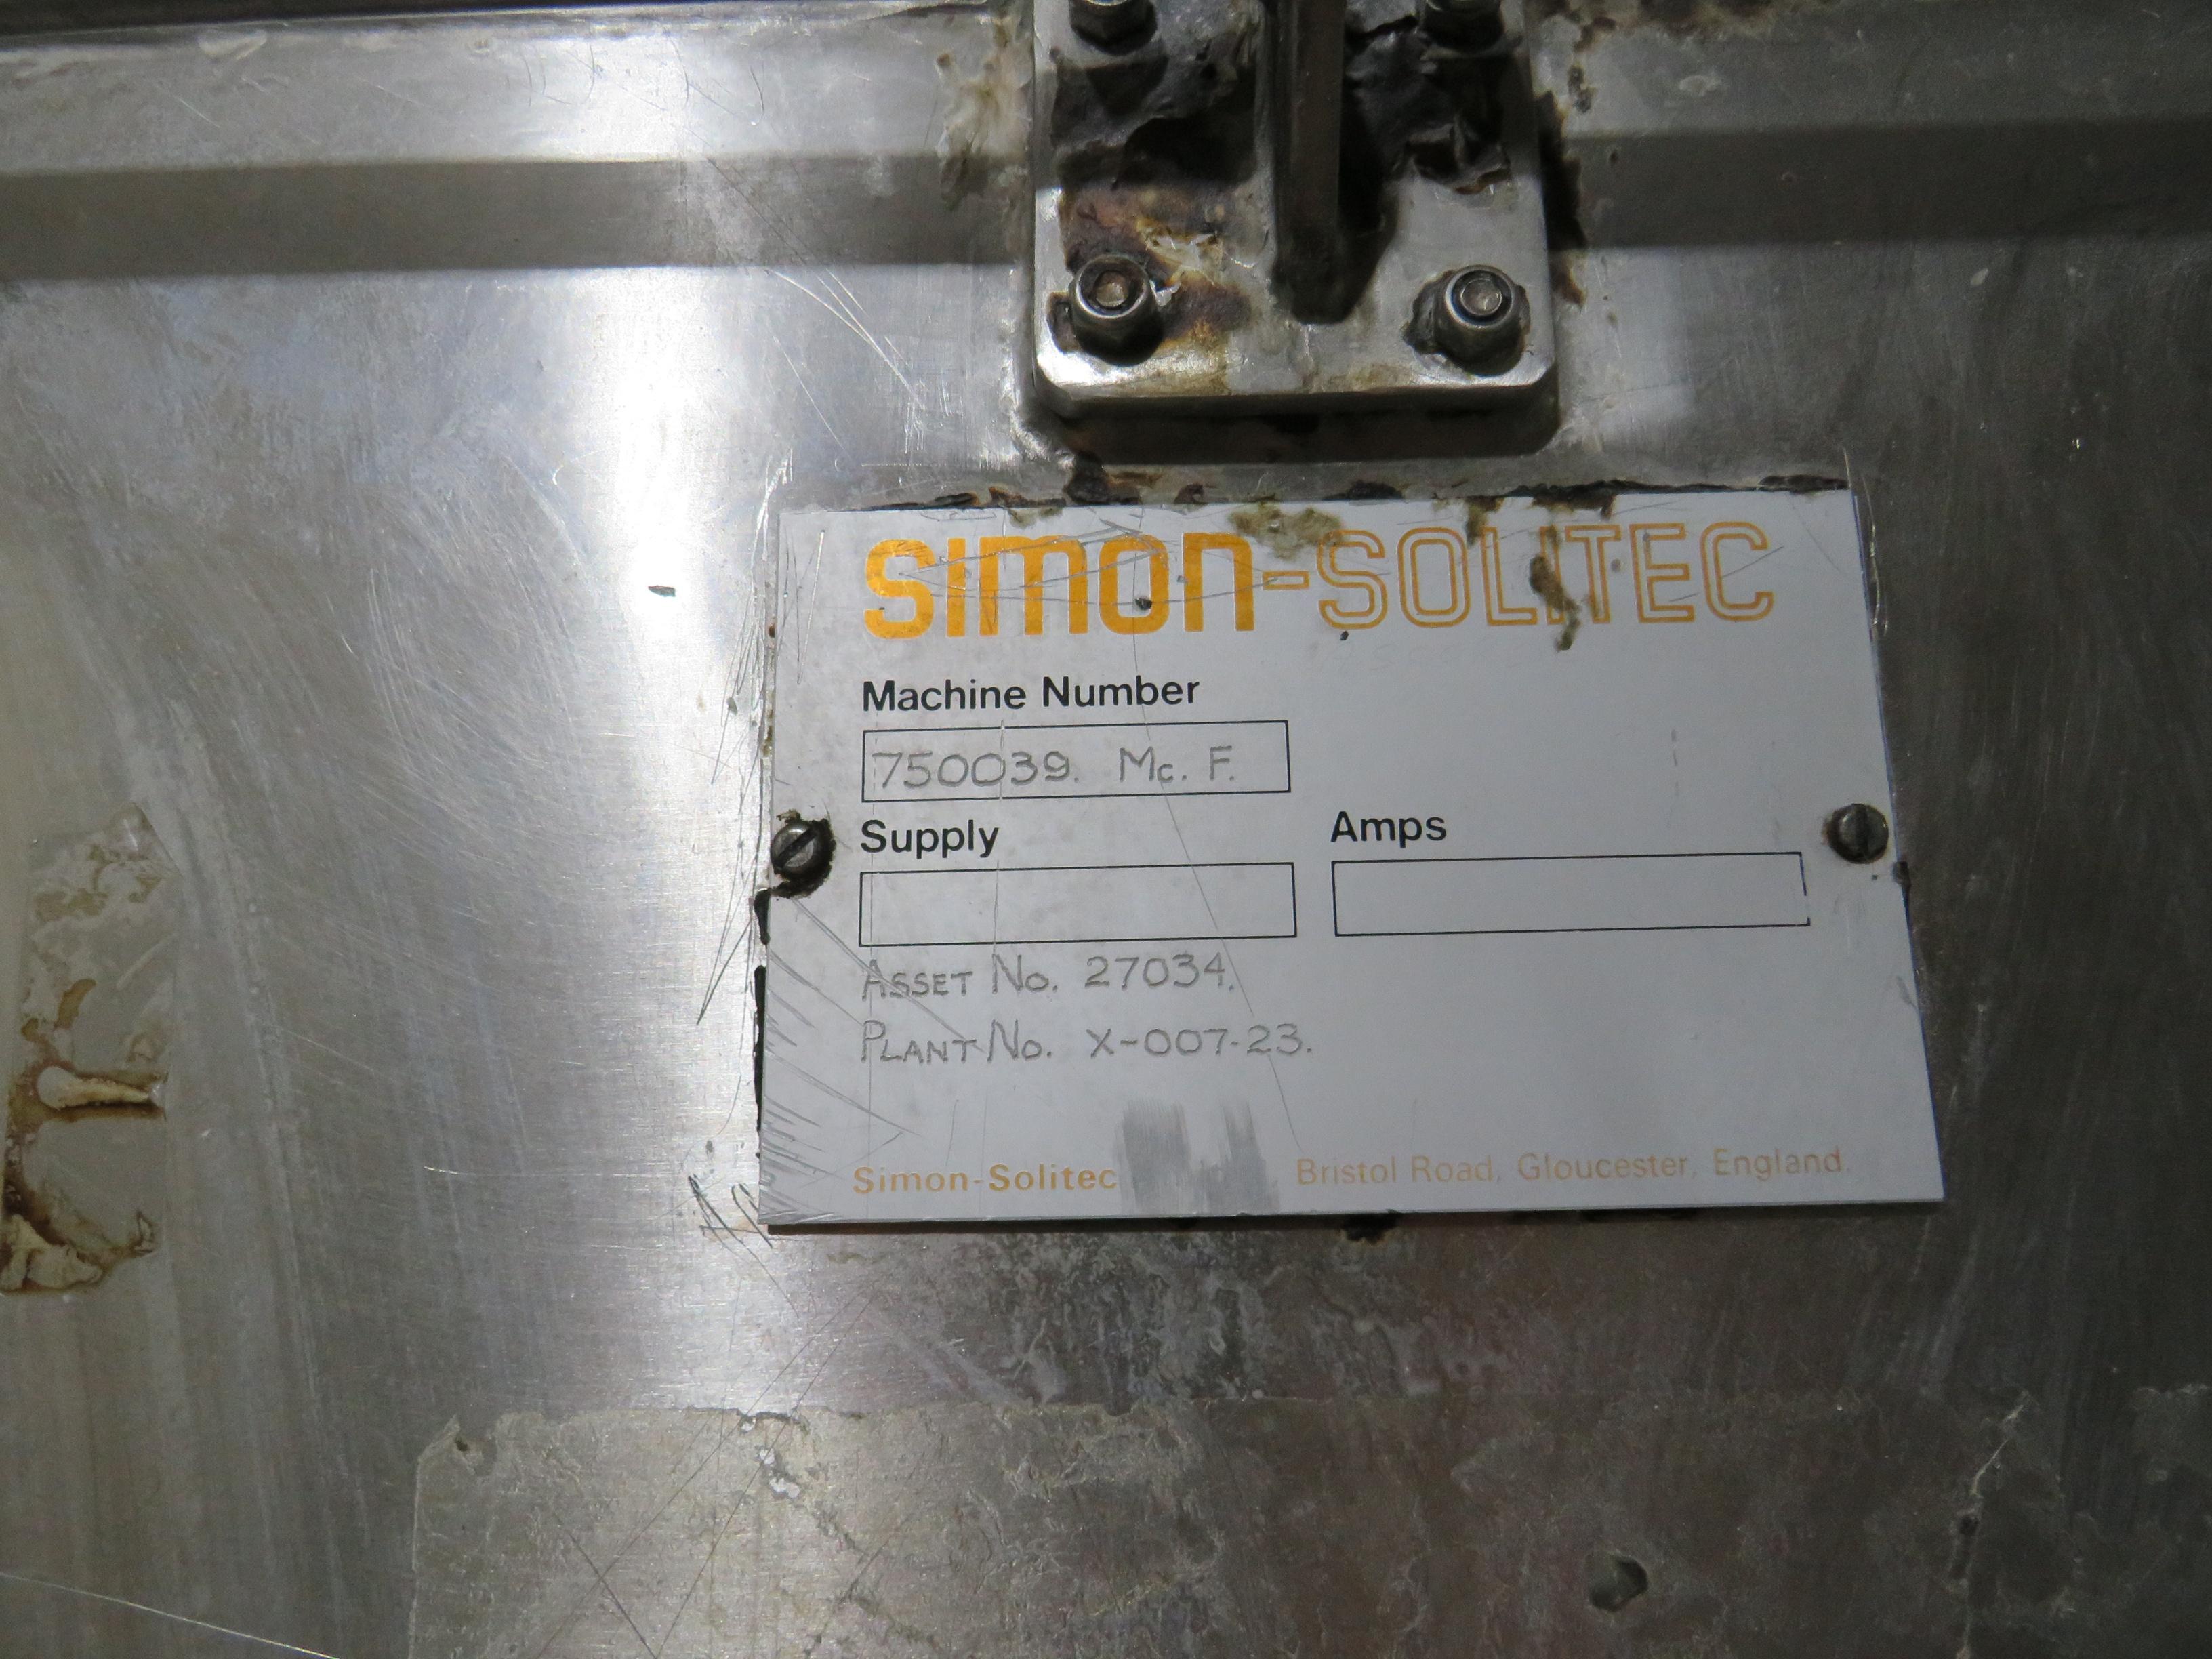 simon-SOLITEC
Machine Number
750039. Mc. F.
Supply Amps
ASSET No. 27034.
PLANT No. X-007-23.
Simon-Solitec Bristol Road, Gloucester, England.